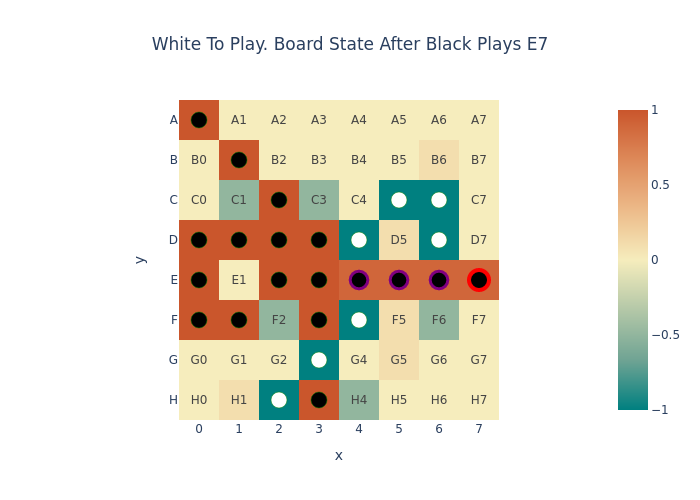 White To Play. Board State After Black Plays E7
A A1 A2 A3 A4 A5 A6 A7
B B0 B2 B3 B4 B5 B6 B7
C C0 C1 C3 C4 C7
D D5 D7
E E1
F F2 F5 F6 F7
G G0 G1 G2 G4 G5 G6 G7
H H0 H1 H4 H5 H6 H7
0 1 2 3 4 5 6 7
x
y
1
0.5
0
−0.5
−1